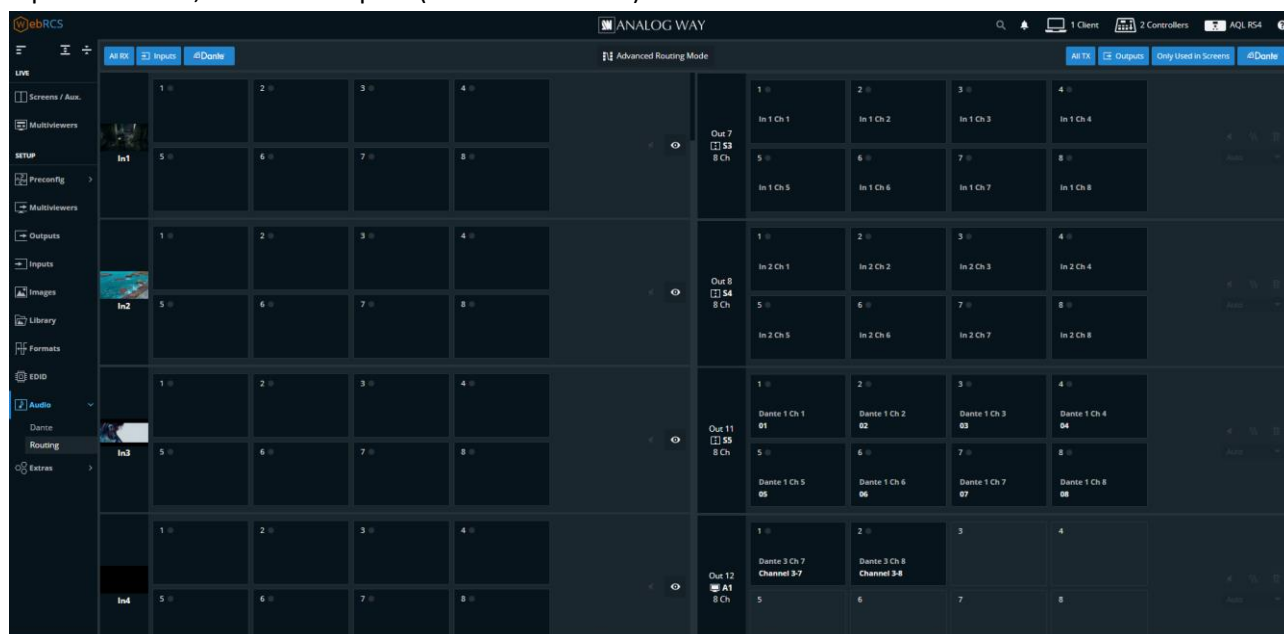 WebRCS
ANALOG WAY
1 Client
2 Controllers
AQL RS4
All RX
Inputs
Dante
Advanced Routing Mode
All TX
Outputs
Only Used in Screens
Dante
LIVE
Screens / Aux.
Multiviewers
SETUP
Preconfig
Multiviewers
Outputs
Inputs
Images
Library
Formats
EDID
Audio
Dante
Routing
Extras
1 2 3 4
In1
5 6 7 8
1 2 3 4
In2
5 6 7 8
1 2 3 4
In3
5 6 7 8
1 2 3 4
In4
5 6 7 8
Out 7
S3
8 Ch
1 2 3 4
In 1 Ch 1 In 1 Ch 2 In 1 Ch 3 In 1 Ch 4
5 6 7 8
In 1 Ch 5 In 1 Ch 6 In 1 Ch 7 In 1 Ch 8
Auto
Out 8
S4
8 Ch
1 2 3 4
In 2 Ch 1 In 2 Ch 2 In 2 Ch 3 In 2 Ch 4
5 6 7 8
In 2 Ch 5 In 2 Ch 6 In 2 Ch 7 In 2 Ch 8
Auto
Out 11
S5
8 Ch
1 2 3 4
Dante 1 Ch 1 Dante 1 Ch 2 Dante 1 Ch 3 Dante 1 Ch 4
01 02 03 04
5 6 7 8
Dante 1 Ch 5 Dante 1 Ch 6 Dante 1 Ch 7 Dante 1 Ch 8
05 06 07 08
Auto
Out 12
A1
8 Ch
1 2 3 4
Dante 3 Ch 7 Dante 3 Ch 8
Channel 3-7 Channel 3-8
5 6 7 8
Auto